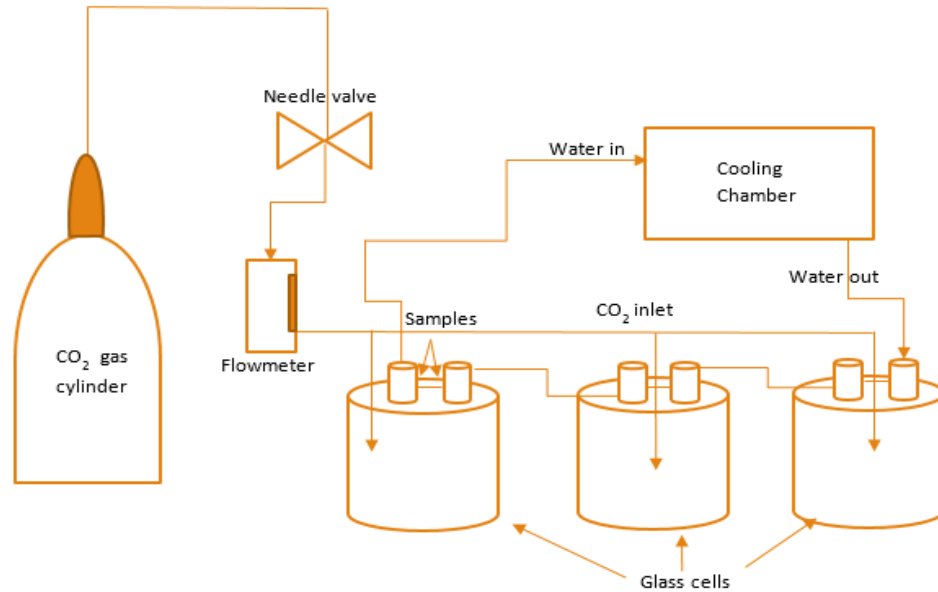 Needle valve
Water in
Cooling
Chamber
Water out
CO₂ inlet
Samples
Flowmeter
CO₂ gas
cylinder
Glass cells